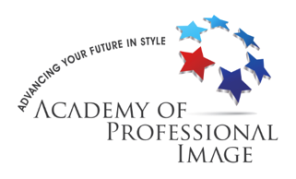 ADVANCING YOUR FUTURE IN STYLE
ACADEMY OF
PROFESSIONAL
IMAGE